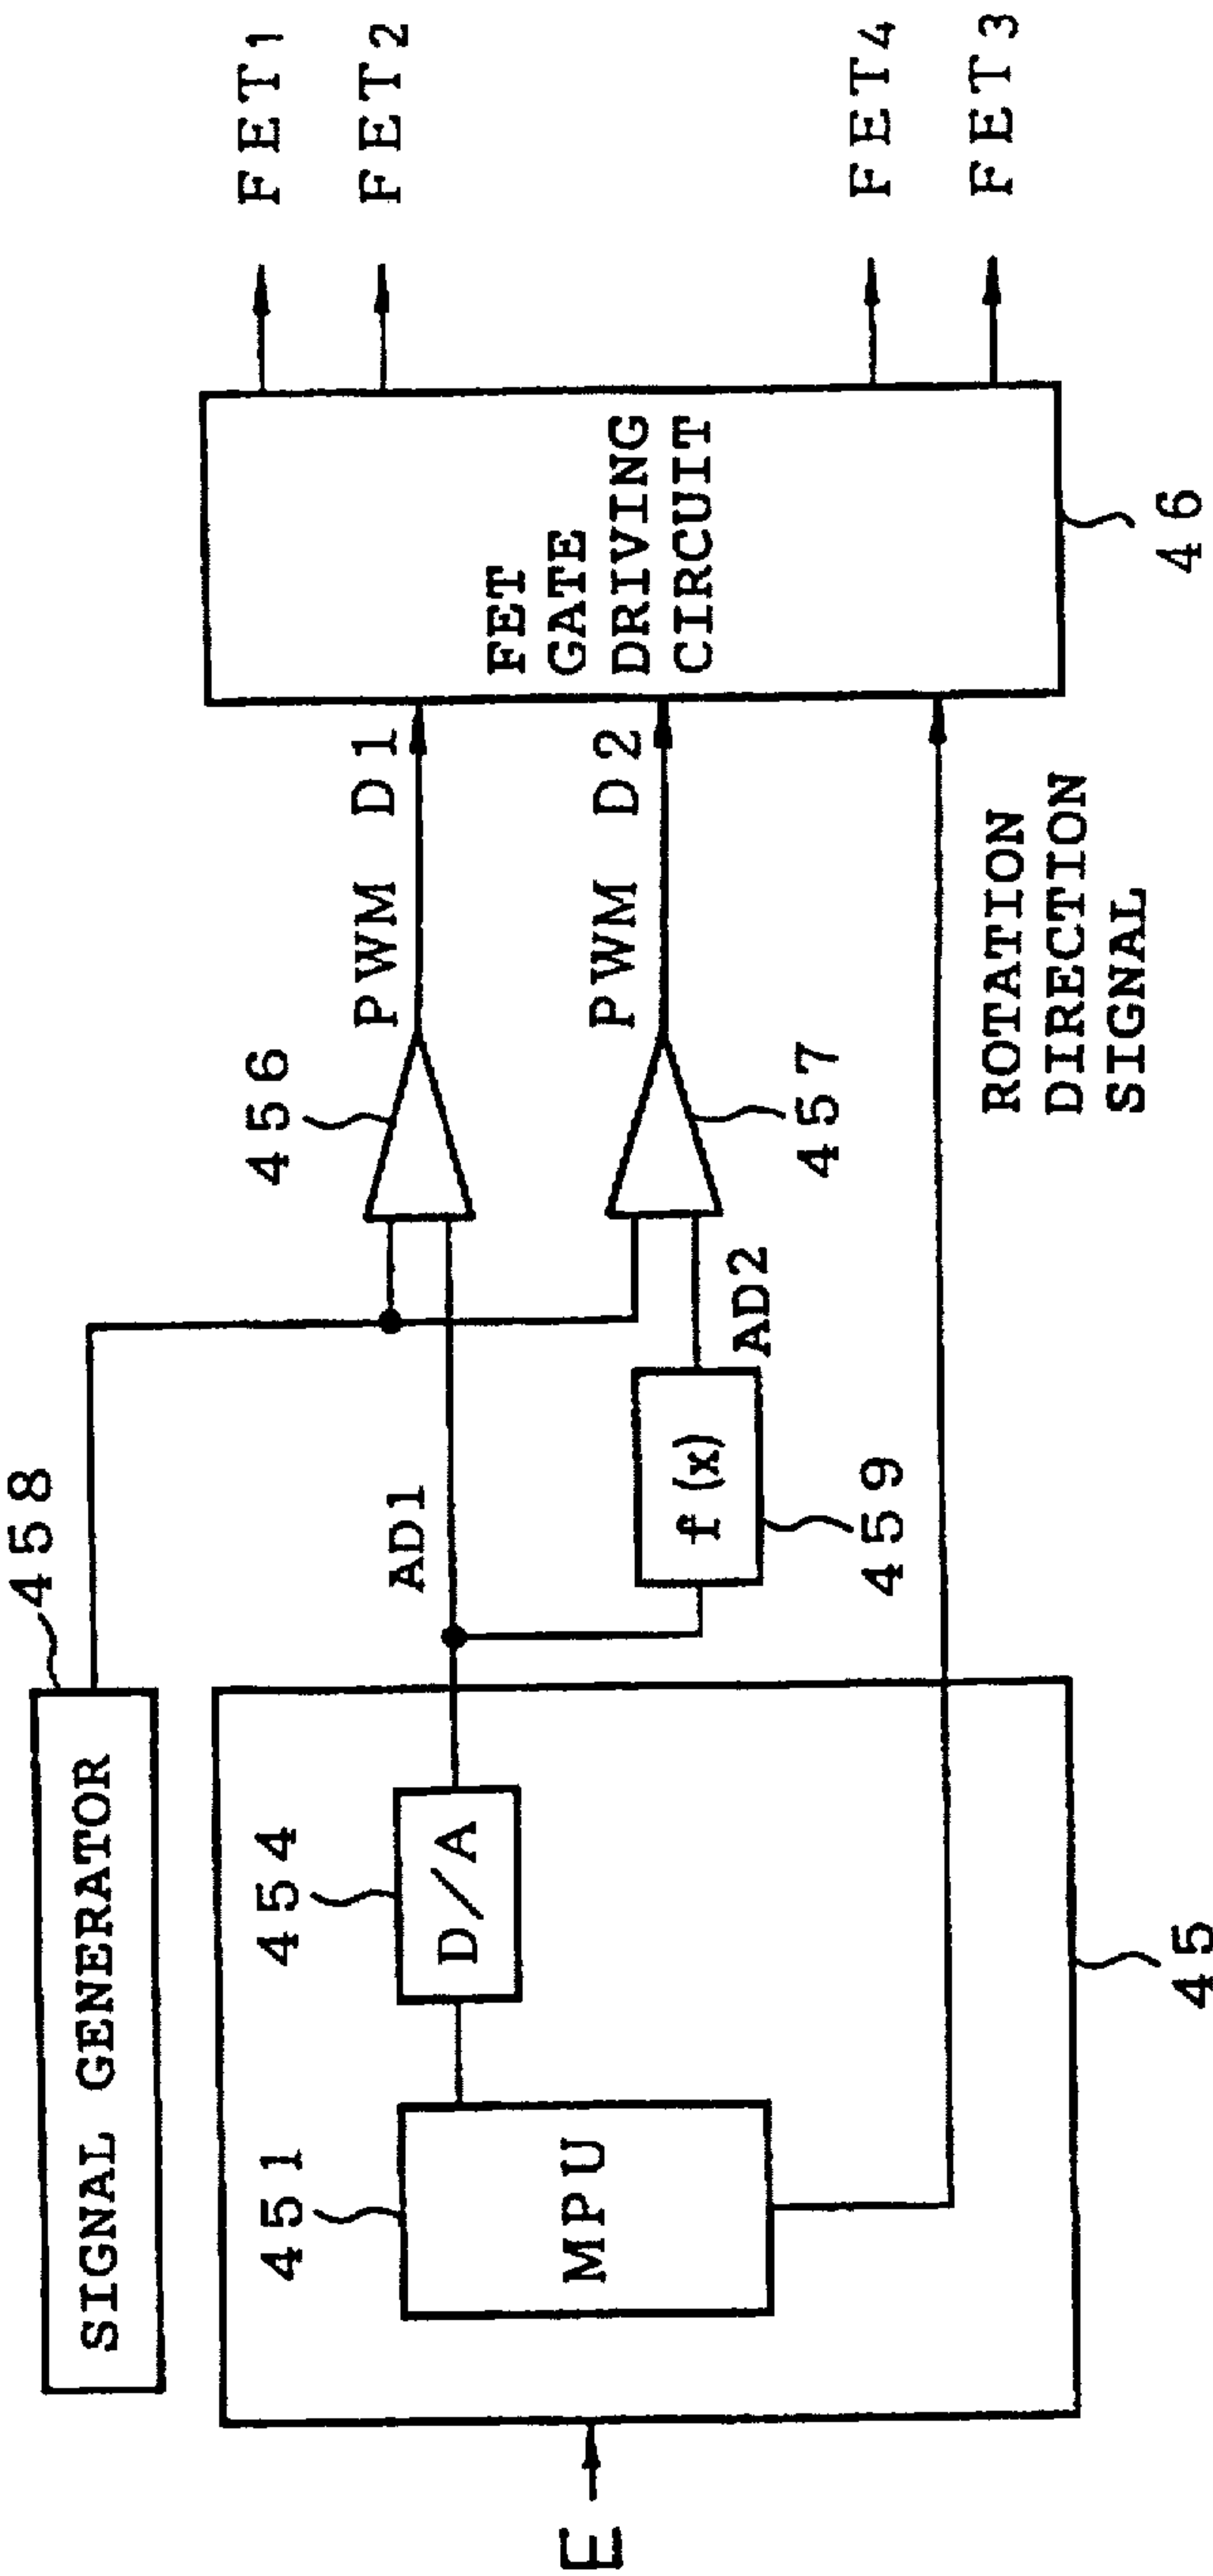 SIGNAL GENERATOR
458
E
451
MPU
454
D/A
45
AD1
f(x)
459
AD2
456
457
PWM D1
PWM D2
ROTATION
DIRECTION
SIGNAL
FET
GATE
DRIVING
CIRCUIT
46
FET1
FET2
FET4
FET3